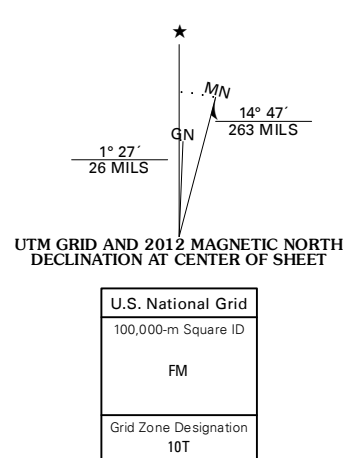 ★
MN
14° 47´
263 MILS
GN
1° 27´
26 MILS
UTM GRID AND 2012 MAGNETIC NORTH
DECLINATION AT CENTER OF SHEET
U.S. National Grid
100,000-m Square ID
FM
Grid Zone Designation
10T